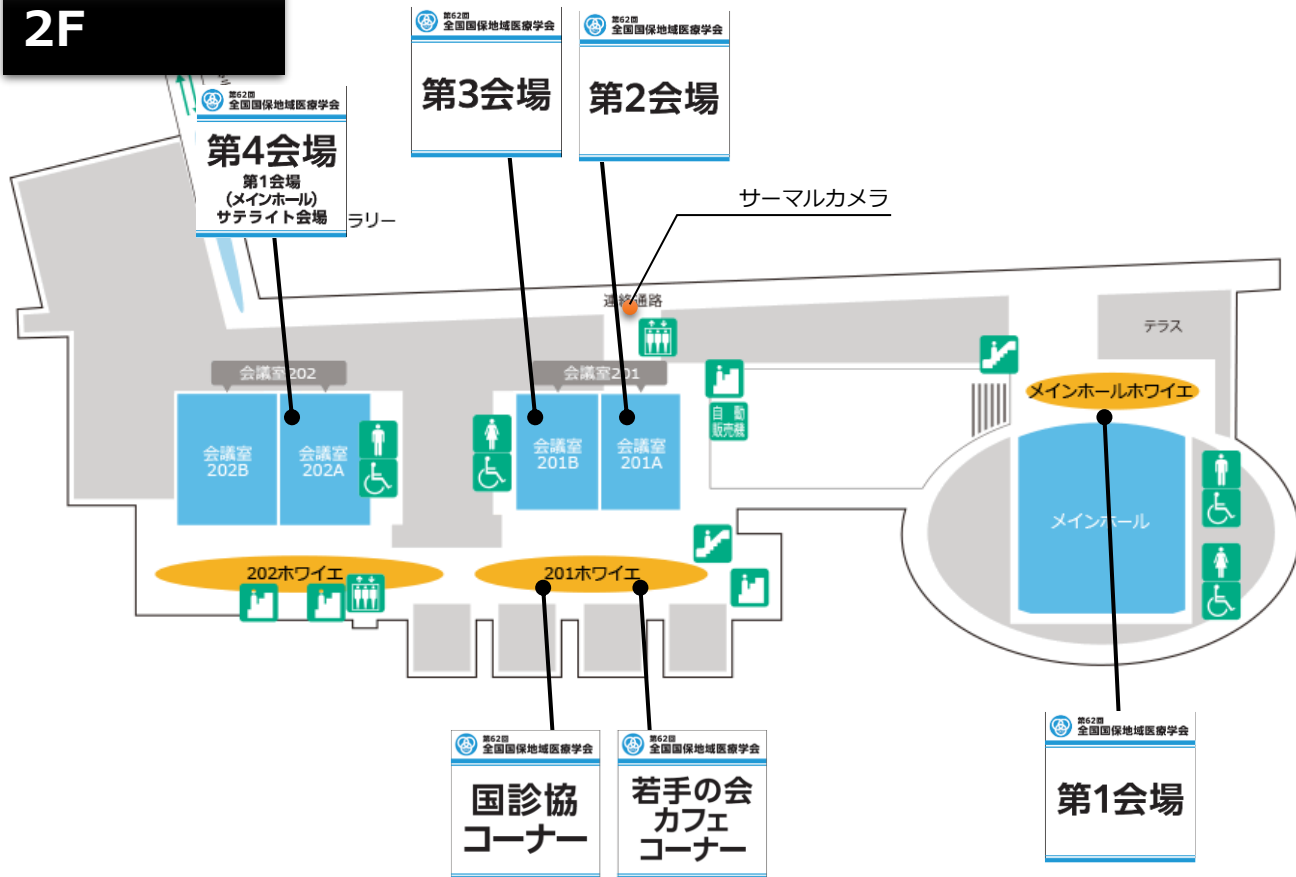 2F
第62回
全国国保地域医療学会
第3会場
第62回
全国国保地域医療学会
第2会場
第62回
全国国保地域医療学会
第4会場
第1会場
(メインホール)
サテライト会場
ラリー
サーマルカメラ
連絡通路
テラス
会議室202
会議室201
メインホールホワイエ
自動
販売機
会議室
202B
会議室
202A
会議室
201B
会議室
201A
メインホール
202ホワイエ
201ホワイエ
第62回
全国国保地域医療学会
国診協
コーナー
第62回
全国国保地域医療学会
若手の会
カフェ
コーナー
第62回
全国国保地域医療学会
第1会場